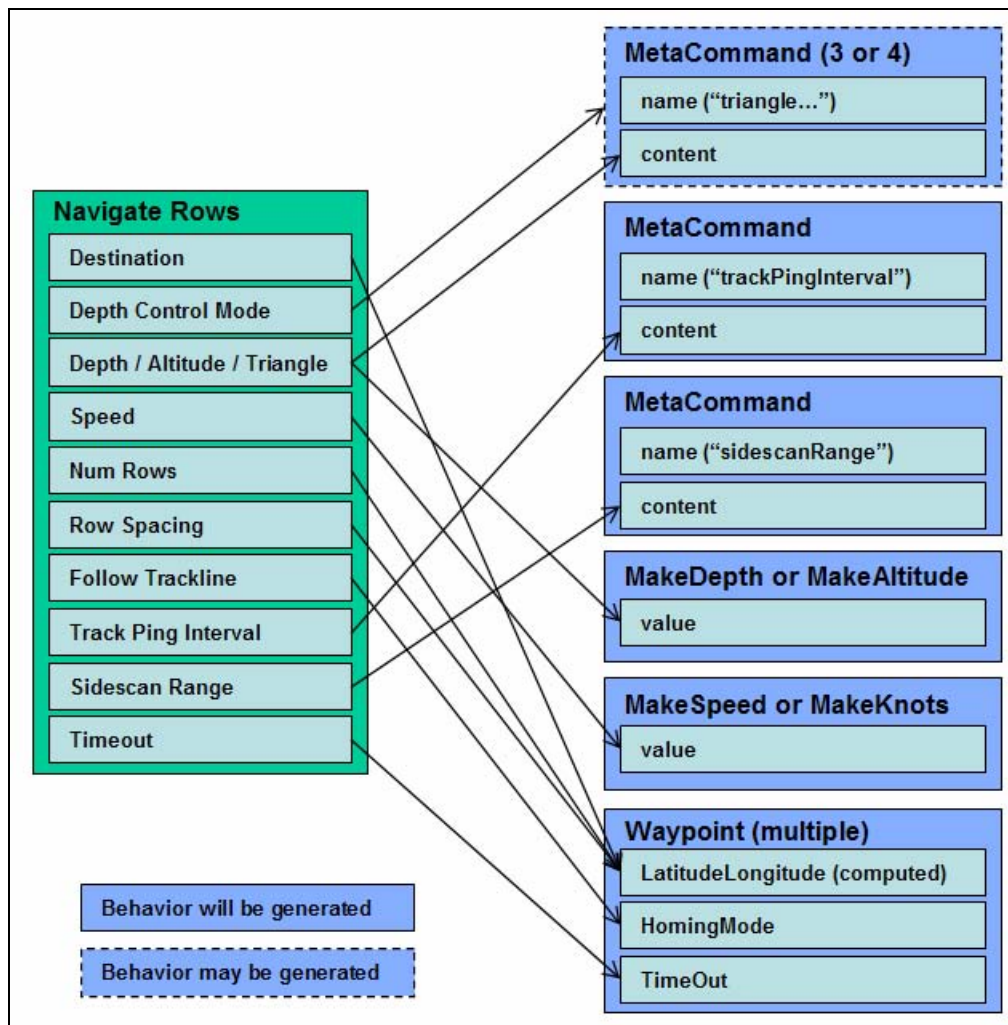 Navigate Rows
Destination
Depth Control Mode
Depth / Altitude / Triangle
Speed
Num Rows
Row Spacing
Follow Trackline
Track Ping Interval
Sidescan Range
Timeout
MetaCommand (3 or 4)
name (“triangle…”)
content
MetaCommand
name (“trackPingInterval”)
content
MetaCommand
name (“sidescanRange”)
content
MakeDepth or MakeAltitude
value
MakeSpeed or MakeKnots
value
Waypoint (multiple)
LatitudeLongitude (computed)
HomingMode
TimeOut
Behavior will be generated
Behavior may be generated